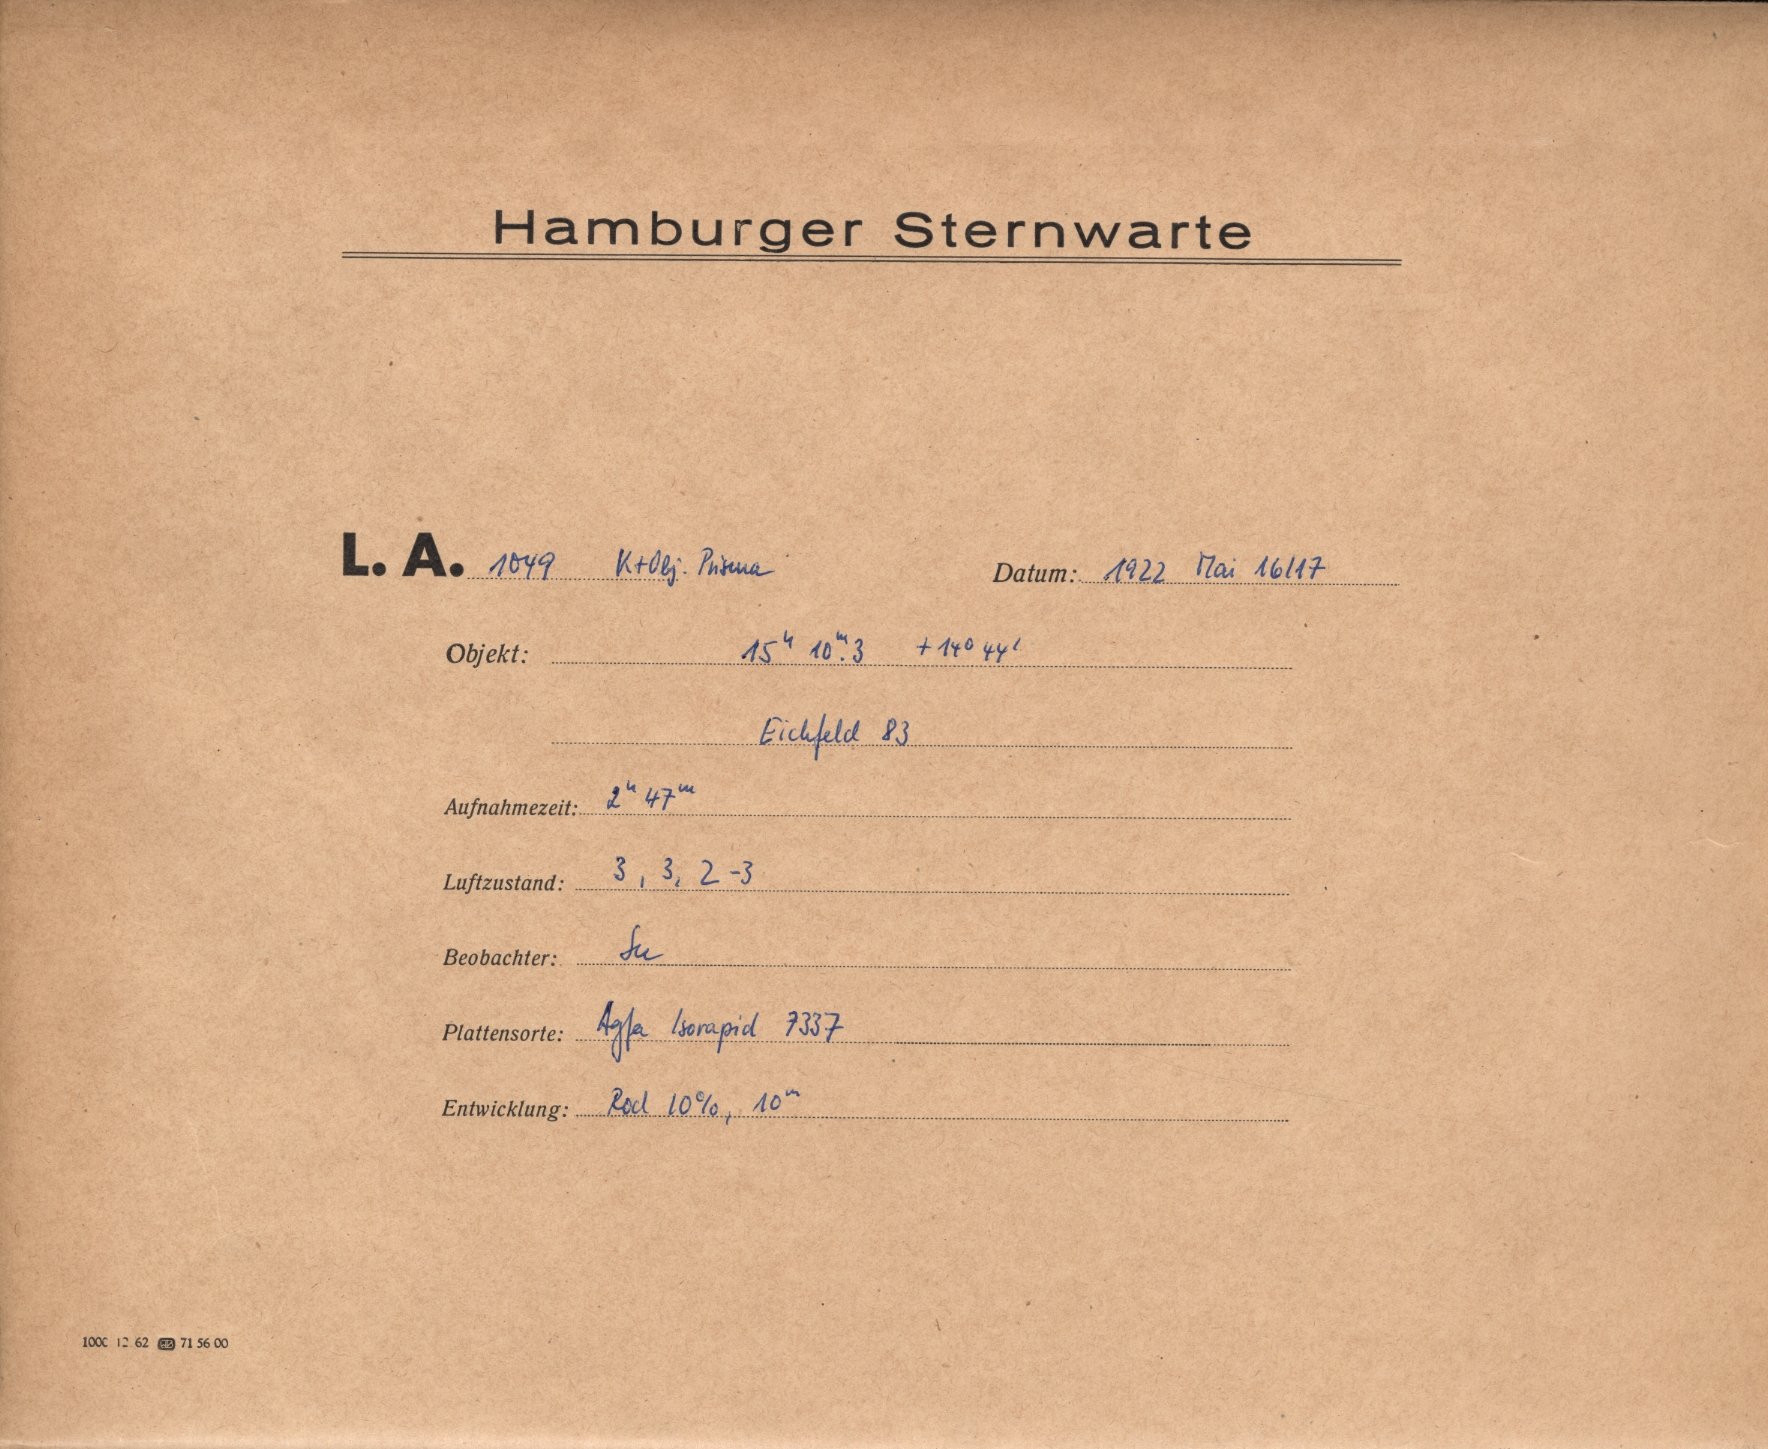 Hamburger Sternwarte
L. A. 1049 K+Obj. Prisma Datum: 1922 Mai 16/17
Objekt: 15h 10m.3 +14° 44'
Eichfeld 83
Aufnahmezeit: 2h 47m
Luftzustand: 3, 3, 2-3
Beobachter:
Plattensorte: Agfa Isorapid 7337
Entwicklung: Rod 10%, 10m
12 62 71 56 00